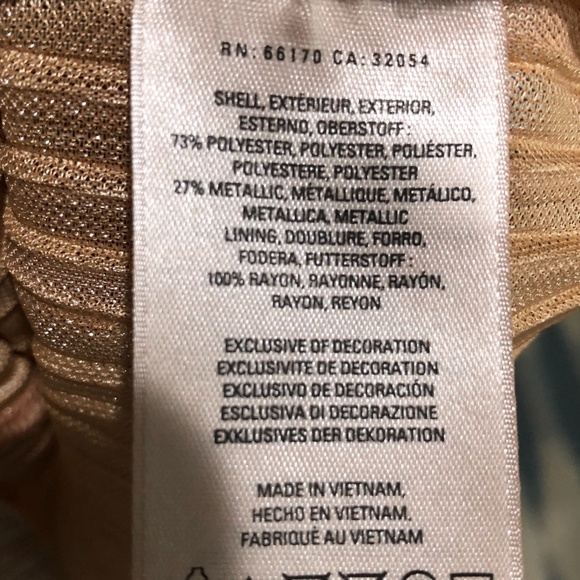 RN: 66170 CA: 32054
SHELL, EXTÉRIEUR, EXTERIOR,
ESTERNO, OBERSTOFF:
73% POLYESTER, POLYESTER, POLIÉSTER,
POLYESTERE, POLYESTER
27% METALLIC, MÉTALLIQUE, METÁLICO,
METALLICA, METALLIC
LINING, DOUBLURE, FORRO,
FODERA, FUTTERSTOFF:
100% RAYON, RAYONNE, RAYÓN,
RAYON, REYON
EXCLUSIVE OF DECORATION
EXCLUSIVITE DE DECORATION
EXCLUSIVO DE DECORACIÓN
ESCLUSIVA DI DECORAZIONE
EXKLUSIVES DER DEKORATION
MADE IN VIETNAM,
HECHO EN VIETNAM,
FABRIQUÉ AU VIETNAM